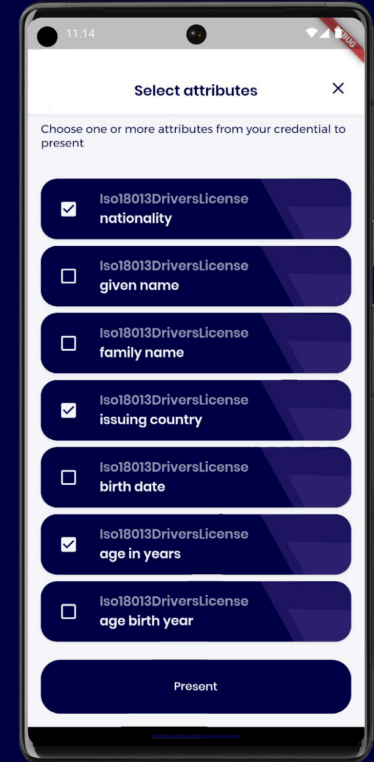 11:14
BUG
Select attributes
Choose one or more attributes from your credential to
present
Iso18013DriversLicense
nationality
Iso18013DriversLicense
given name
Iso18013DriversLicense
family name
Iso18013DriversLicense
issuing country
Iso18013DriversLicense
birth date
Iso18013DriversLicense
age in years
Iso18013DriversLicense
age birth year
Present